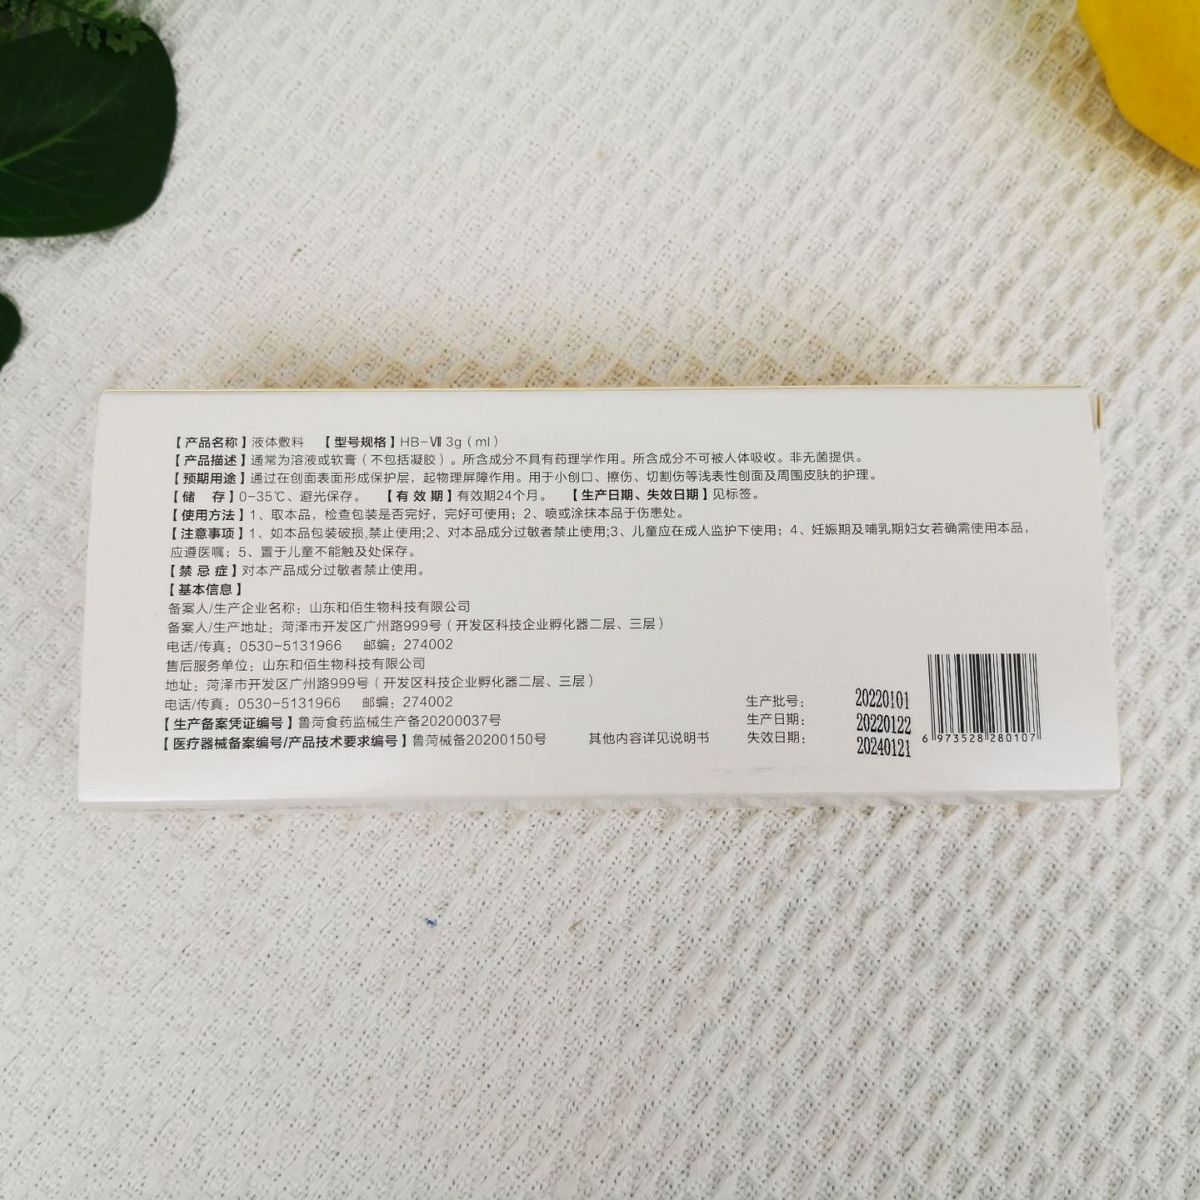 【产品名称】液体敷料 【型号规格】HB-Ⅶ 3g(ml)
【产品描述】通常为溶液或软膏(不包括凝胶)。所含成分不具有药理学作用。所含成分不可被人体吸收。非无菌提供。
【预期用途】通过在创面表面形成保护层,起物理屏障作用。用于小创口、擦伤、切割伤等浅表性创面及周围皮肤的护理。
【储 存】0-35℃、避光保存。 【有 效 期】有效期24个月。 【生产日期、失效日期】见标签。
【使用方法】1、取本品,检查包装是否完好,完好可使用;2、喷或涂抹本品于伤患处。
【注意事项】1、如本品包装破损,禁止使用;2、对本品成分过敏者禁止使用;3、儿童应在成人监护下使用;4、妊娠期及哺乳期妇女若确需使用本品,
应遵医嘱;5、置于儿童不能触及处保存。
【禁 忌 症】对本产品成分过敏者禁止使用。
【基本信息】
备案人/生产企业名称:山东和佰生物科技有限公司
备案人/生产地址:菏泽市开发区广州路999号(开发区科技企业孵化器二层、三层)
电话/传真:0530-5131966 邮编:274002
售后服务单位:山东和佰生物科技有限公司
地址:菏泽市开发区广州路999号(开发区科技企业孵化器二层、三层)
电话/传真:0530-5131966 邮编:274002
【生产备案凭证编号】鲁菏食药监械生产备20200037号
【医疗器械备案编号/产品技术要求编号】鲁菏械备20200150号 其他内容详见说明书
生产批号: 20220101
生产日期: 20220122
失效日期: 20240121
6 973528 280107